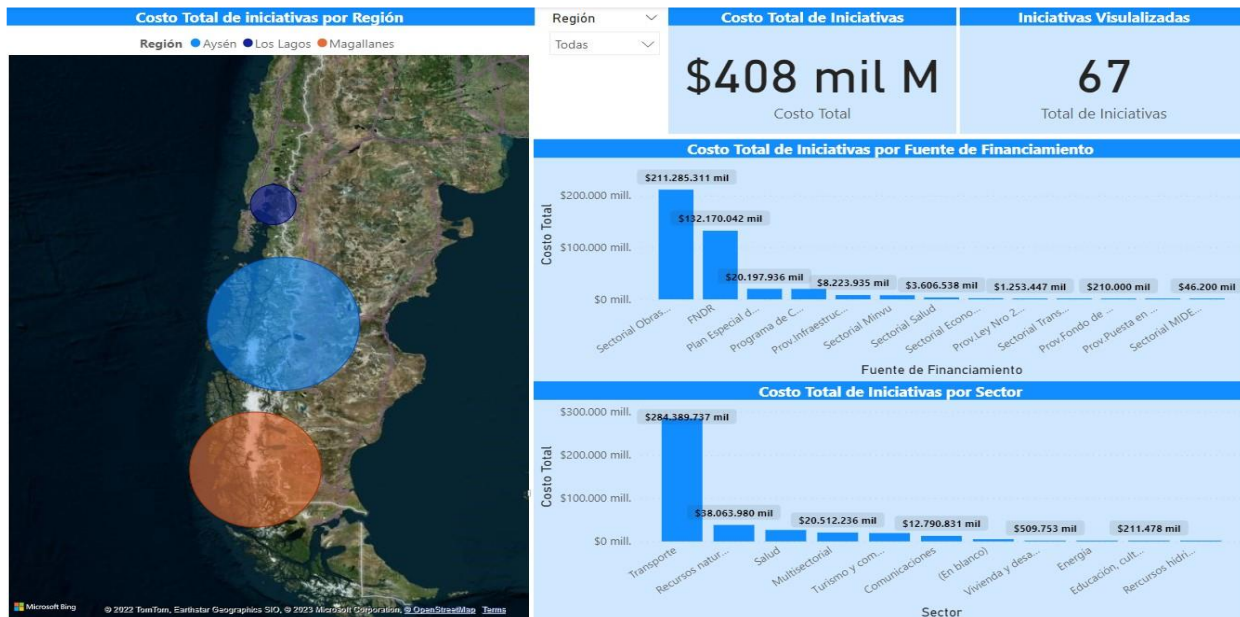 Costo Total de iniciativas por Región
Región Aysén Los Lagos Magallanes
Microsoft Bing
© 2022 TomTom, Earthstar Geographics SIO, © 2023 Microsoft Corporation, © OpenStreetMap Terms
Región
Todas
Costo Total de Iniciativas
$408 mil M
Costo Total
Iniciativas Visulalizadas
67
Total de Iniciativas
Costo Total de Iniciativas por Fuente de Financiamiento
Costo Total
$200.000 mill.
$100.000 mill.
$0 mill.
$211.285.311 mil
$132.170.042 mil
$20.197.936 mil
$8.223.935 mil
$3.606.538 mil
$1.253.447 mil
$210.000 mil
$46.200 mil
Sectorial Obras...
FNDR
Plan Especial d...
Programa de C...
Prov.Infraestruc...
Sectorial Minvu
Sectorial Salud
Sectorial Econo...
Prov.Ley Nro 2...
Sectorial Trans...
Prov.Fondo de ...
Prov.Puesta en ...
Sectorial MIDE...
Fuente de Financiamiento
Costo Total de Iniciativas por Sector
Costo Total
$300.000 mill.
$200.000 mill.
$100.000 mill.
$0 mill.
$284.389.737 mil
$38.063.980 mil
$20.512.236 mil
$12.790.831 mil
$509.753 mil
$211.478 mil
Transporte
Recursos natur...
Salud
Multisectorial
Turismo y com...
Comunicaciones
(En blanco)
Vivienda y desa...
Energía
Educación, cult...
Rercursos hidri...
Sector